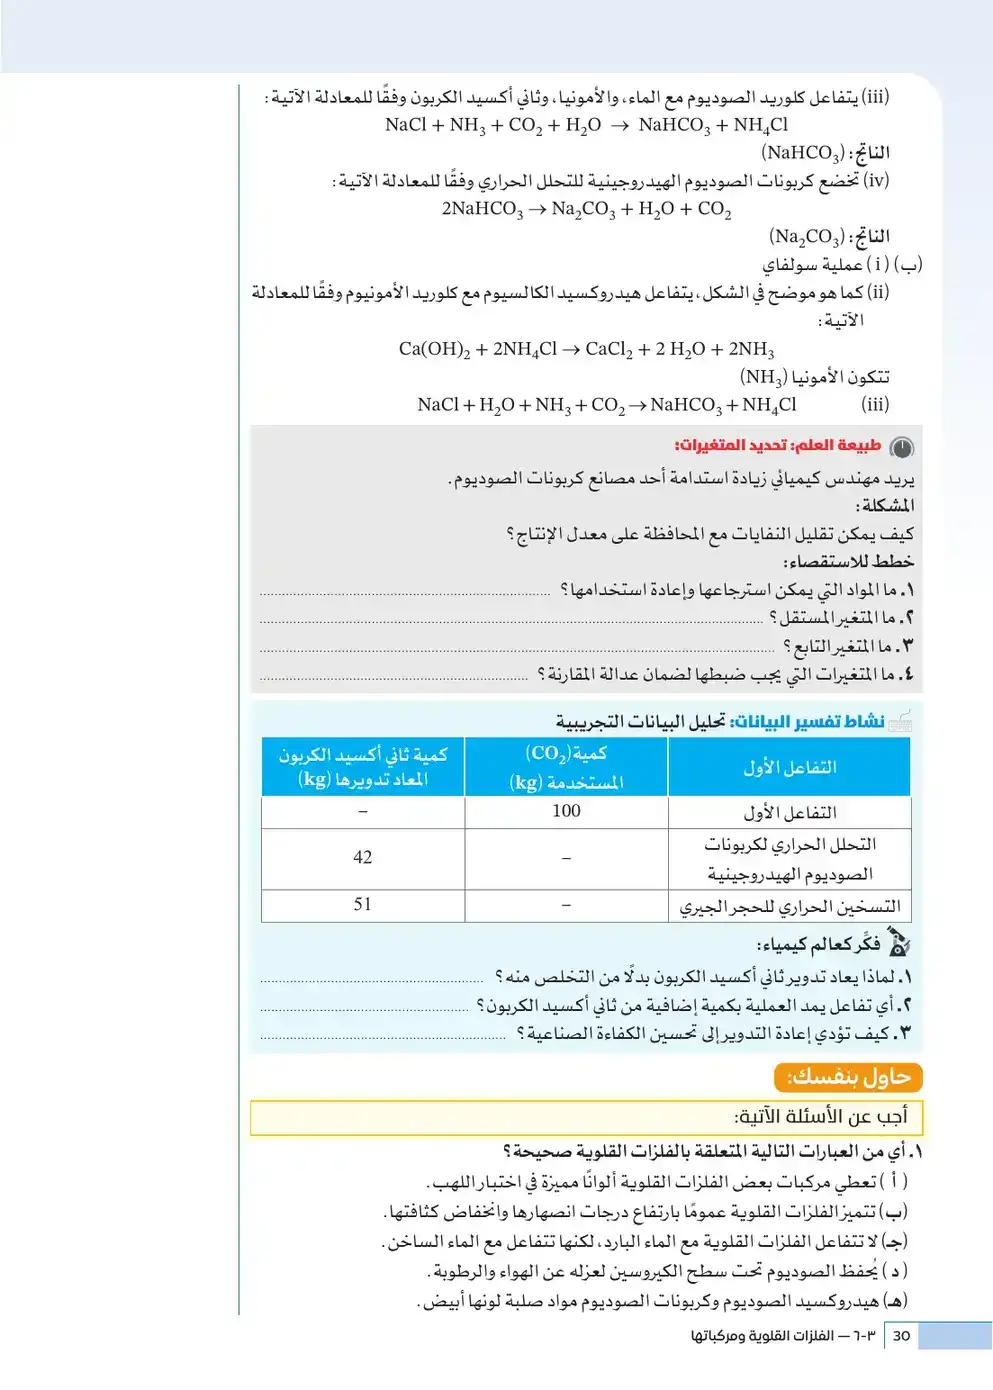 (iii) يتفاعل كلوريد الصوديوم مع الماء، والأمونيا، وثاني أكسيد الكربون وفقًا للمعادلة الآتية:
NaCl + NH₃ + CO₂ + H₂O → NaHCO₃ + NH₄Cl
الناتج: (NaHCO₃)
(iv) تخضع كربونات الصوديوم الهيدروجينية للتحلل الحراري وفقًا للمعادلة الآتية:
2NaHCO₃ → Na₂CO₃ + H₂O + CO₂
الناتج: (Na₂CO₃)
(ب) (i) عملية سولفاي
(ii) كما هو موضح في الشكل، يتفاعل هيدروكسيد الكالسيوم مع كلوريد الأمونيوم وفقًا للمعادلة
الآتية:
Ca(OH)₂ + 2NH₄Cl → CaCl₂ + 2 H₂O + 2NH₃
تتكون الأمونيا (NH₃)
(iii) NaCl + H₂O + NH₃ + CO₂ → NaHCO₃ + NH₄Cl
طبيعة العلم: تحديد المتغيرات:
يريد مهندس كيميائي زيادة استدامة أحد مصانع كربونات الصوديوم.
المشكلة:
كيف يمكن تقليل النفايات مع المحافظة على معدل الإنتاج؟
خطط للاستقصاء:
١. ما المواد التي يمكن استرجاعها وإعادة استخدامها؟
٢. ما المتغير المستقل؟
٣. ما المتغير التابع؟
٤. ما المتغيرات التي يجب ضبطها لضمان عدالة المقارنة؟
نشاط تفسير البيانات: تحليل البيانات التجريبية
التفاعل الأول | كمية (CO₂) المستخدمة (kg) | كمية ثاني أكسيد الكربون المعاد تدويرها (kg)
التفاعل الأول | 100 | –
التحلل الحراري لكربونات الصوديوم الهيدروجينية | – | 42
التسخين الحراري للحجر الجيري | – | 51
فكِّر كعالم كيمياء:
١. لماذا يعاد تدوير ثاني أكسيد الكربون بدلًا من التخلص منه؟
٢. أي تفاعل يمد العملية بكمية إضافية من ثاني أكسيد الكربون؟
٣. كيف تؤدي إعادة التدوير إلى تحسين الكفاءة الصناعية؟
حاول بنفسك:
أجب عن الأسئلة الآتية:
١. أي من العبارات التالية المتعلقة بالفلزات القلوية صحيحة؟
(أ) تعطي مركبات بعض الفلزات القلوية ألوانًا مميزة في اختبار اللهب.
(ب) تتميز الفلزات القلوية عمومًا بارتفاع درجات انصهارها وانخفاض كثافتها.
(جـ) لا تتفاعل الفلزات القلوية مع الماء البارد، لكنها تتفاعل مع الماء الساخن.
(د) يُحفظ الصوديوم تحت سطح الكيروسين لعزله عن الهواء والرطوبة.
(هـ) هيدروكسيد الصوديوم وكربونات الصوديوم مواد صلبة لونها أبيض.
30 ٣-٦ – الفلزات القلوية ومركباتها